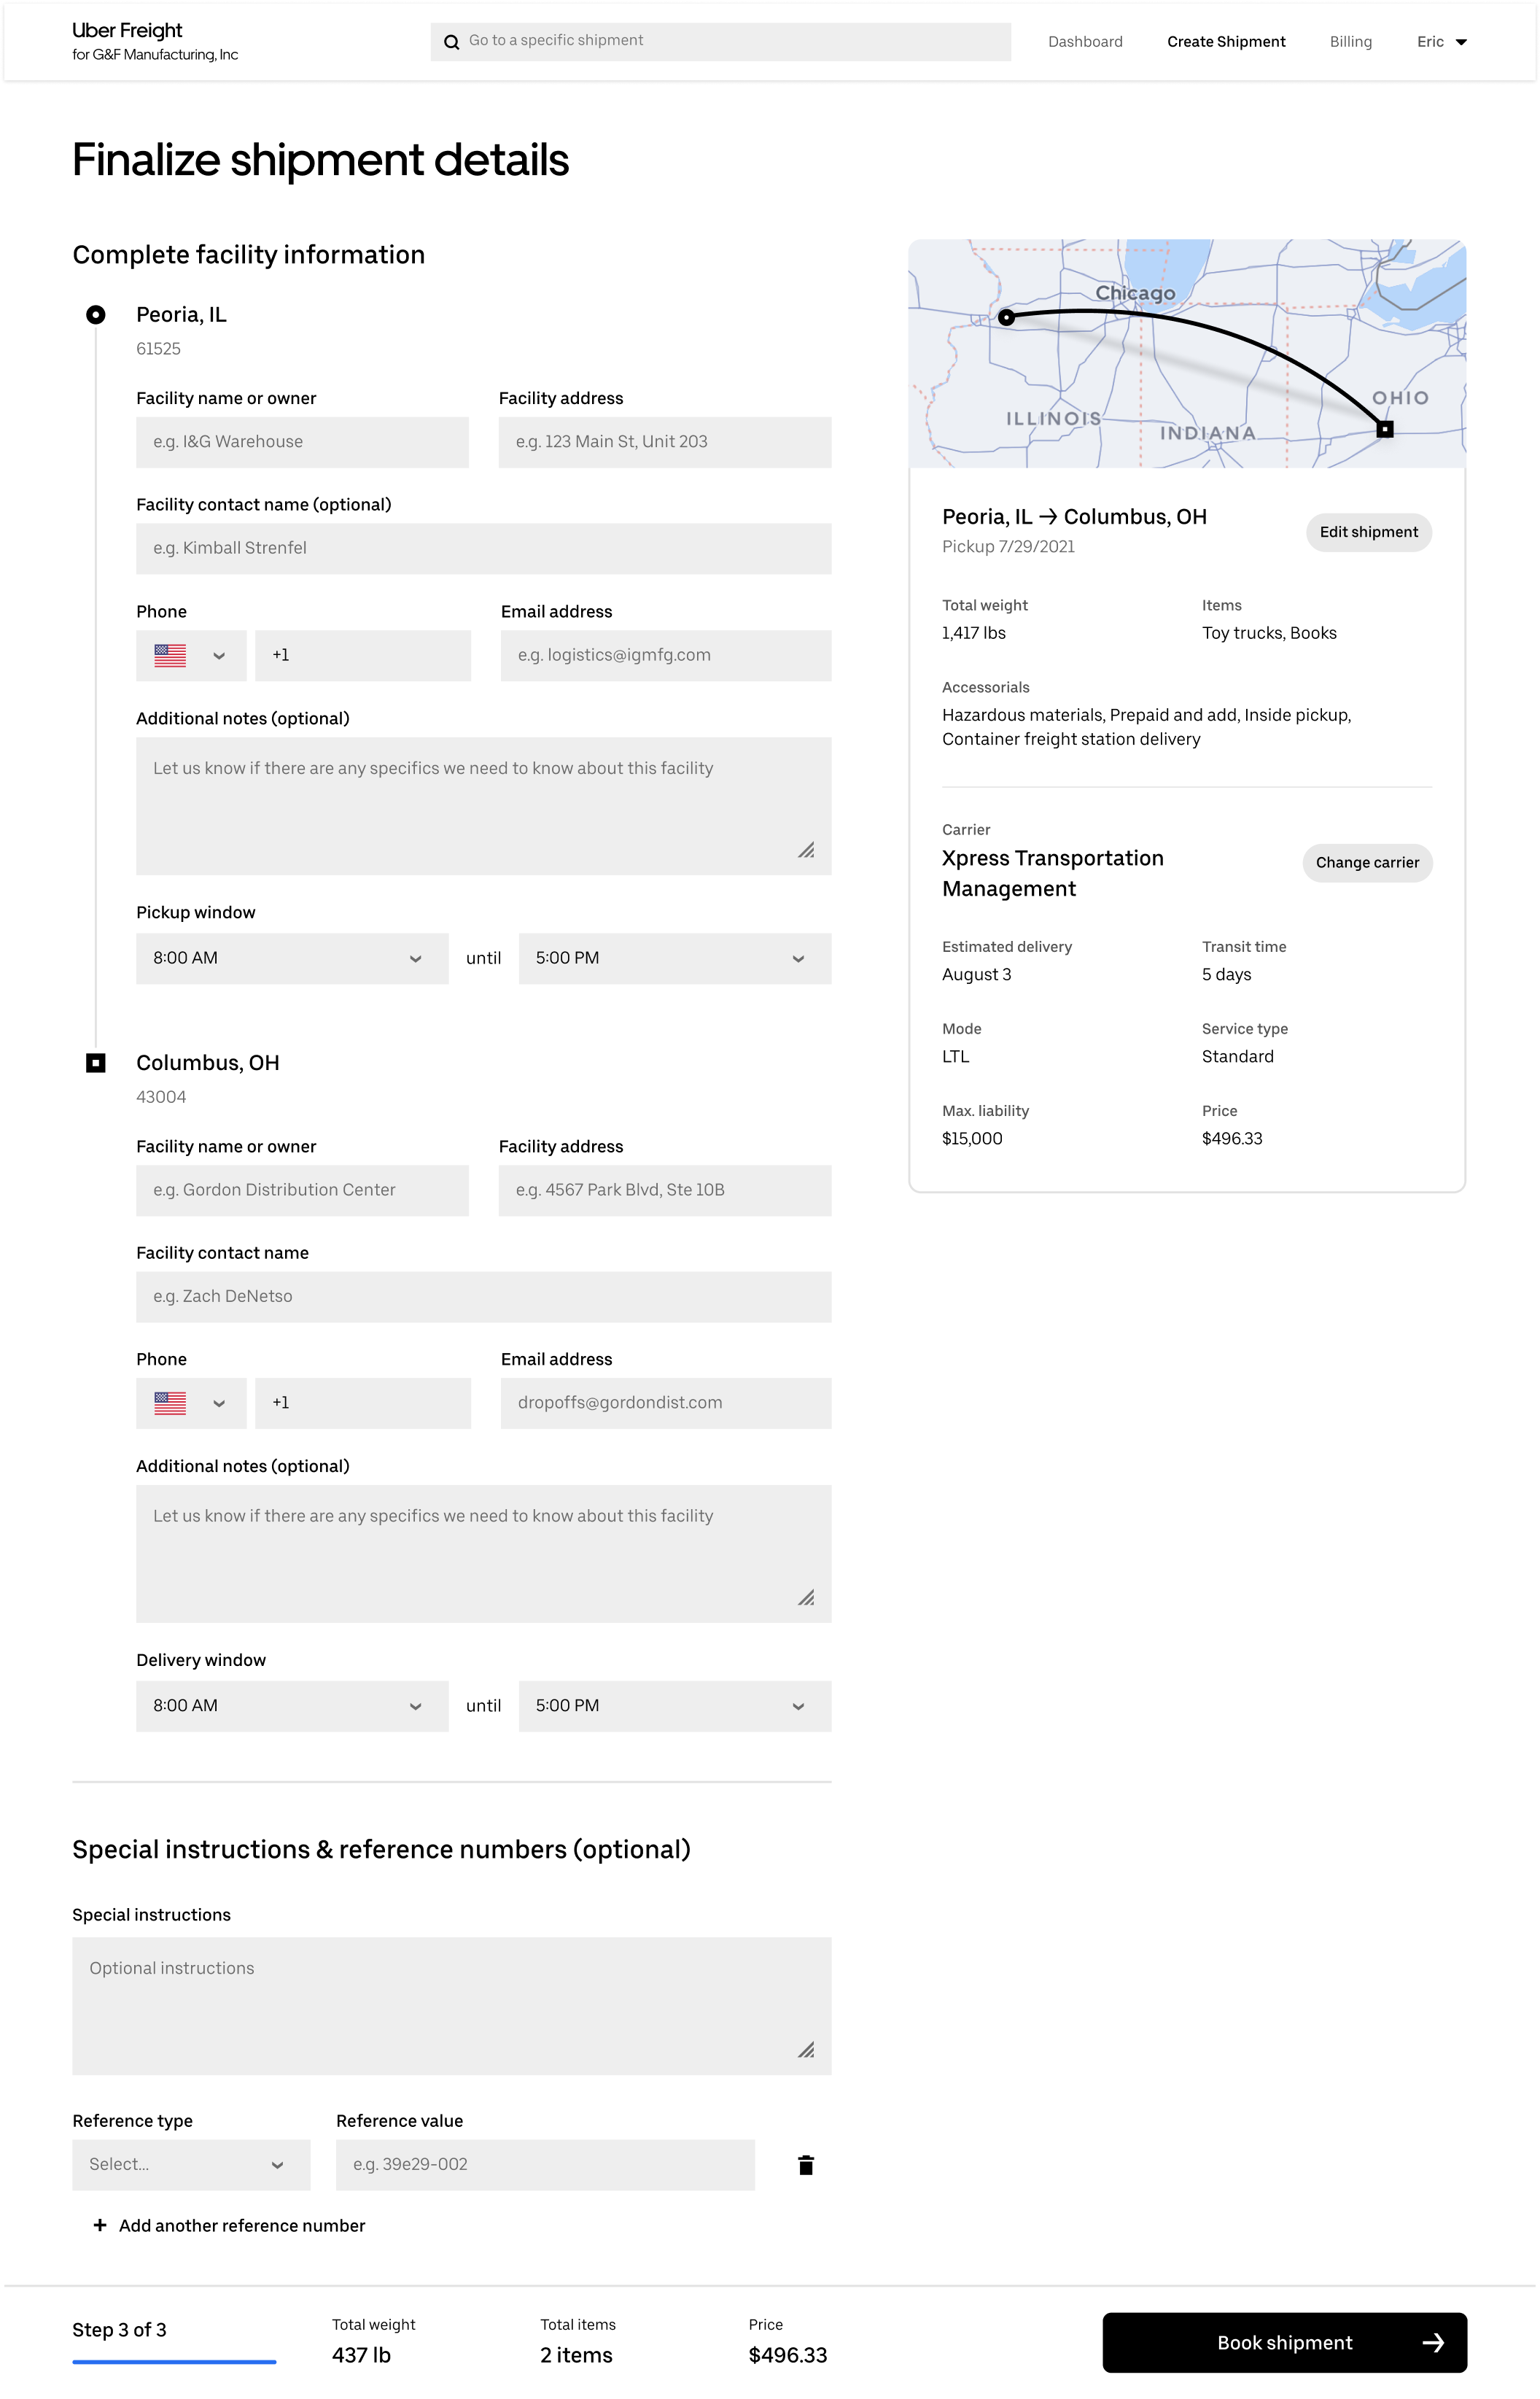 Uber Freight
for G&F Manufacturing, Inc
Go to a specific shipment
Dashboard
Create Shipment
Billing
Eric
Finalize shipment details
Complete facility information
Peoria, IL
61525
Facility name or owner
Facility address
e.g. I&G Warehouse
e.g. 123 Main St, Unit 203
Facility contact name (optional)
e.g. Kimball Strenfel
Phone
Email address
+1
e.g. logistics@igmfg.com
Additional notes (optional)
Let us know if there are any specifics we need to know about this facility
Pickup window
8:00 AM
until
5:00 PM
Columbus, OH
43004
Facility name or owner
Facility address
e.g. Gordon Distribution Center
e.g. 4567 Park Blvd, Ste 10B
Facility contact name
e.g. Zach DeNetso
Phone
Email address
+1
dropoffs@gordondist.com
Additional notes (optional)
Let us know if there are any specifics we need to know about this facility
Delivery window
8:00 AM
until
5:00 PM
Special instructions & reference numbers (optional)
Special instructions
Optional instructions
Reference type
Reference value
Select...
e.g. 39e29-002
+ Add another reference number
Chicago
OHIO
ILLINOIS
INDIANA
Peoria, IL → Columbus, OH
Pickup 7/29/2021
Edit shipment
Total weight
Items
1,417 lbs
Toy trucks, Books
Accessorials
Hazardous materials, Prepaid and add, Inside pickup,
Container freight station delivery
Carrier
Xpress Transportation
Management
Change carrier
Estimated delivery
Transit time
August 3
5 days
Mode
Service type
LTL
Standard
Max. liability
Price
$15,000
$496.33
Step 3 of 3
Total weight
437 lb
Total items
2 items
Price
$496.33
Book shipment →